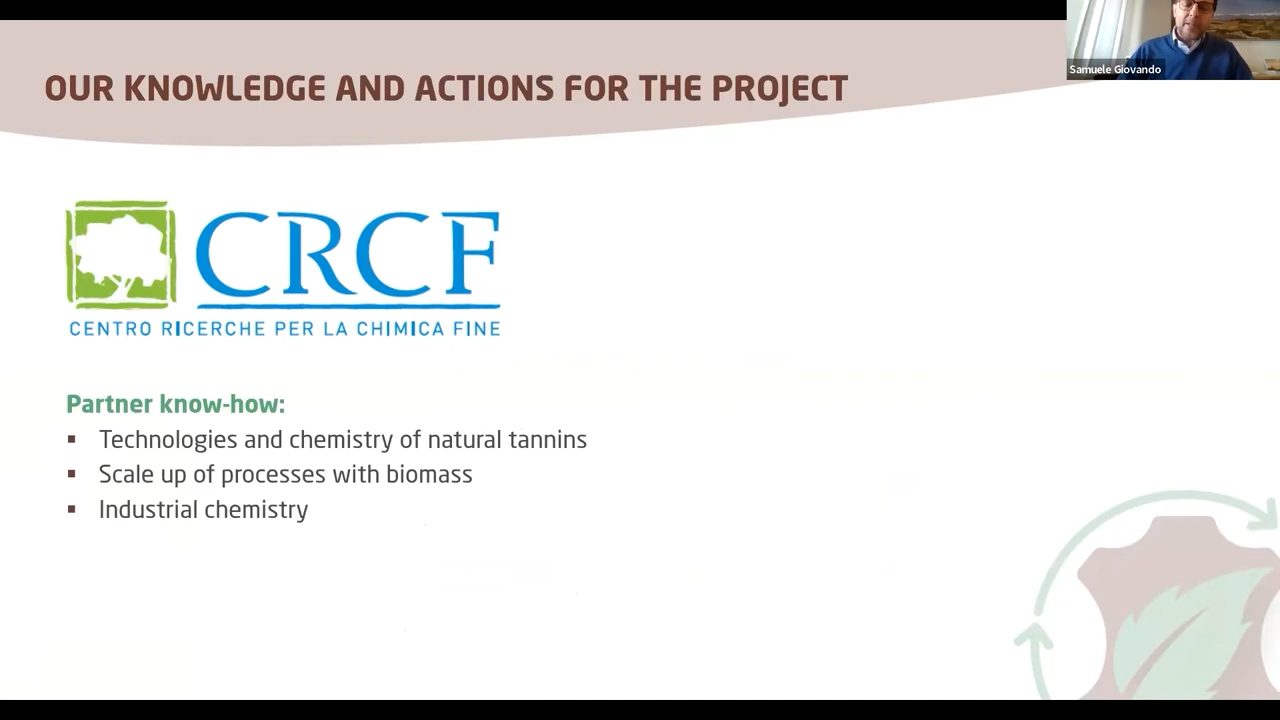 Samuele Giovando
OUR KNOWLEDGE AND ACTIONS FOR THE PROJECT
CRCF
CENTRO RICERCHE PER LA CHIMICA FINE
Partner know-how:
▪ Technologies and chemistry of natural tannins
▪ Scale up of processes with biomass
▪ Industrial chemistry